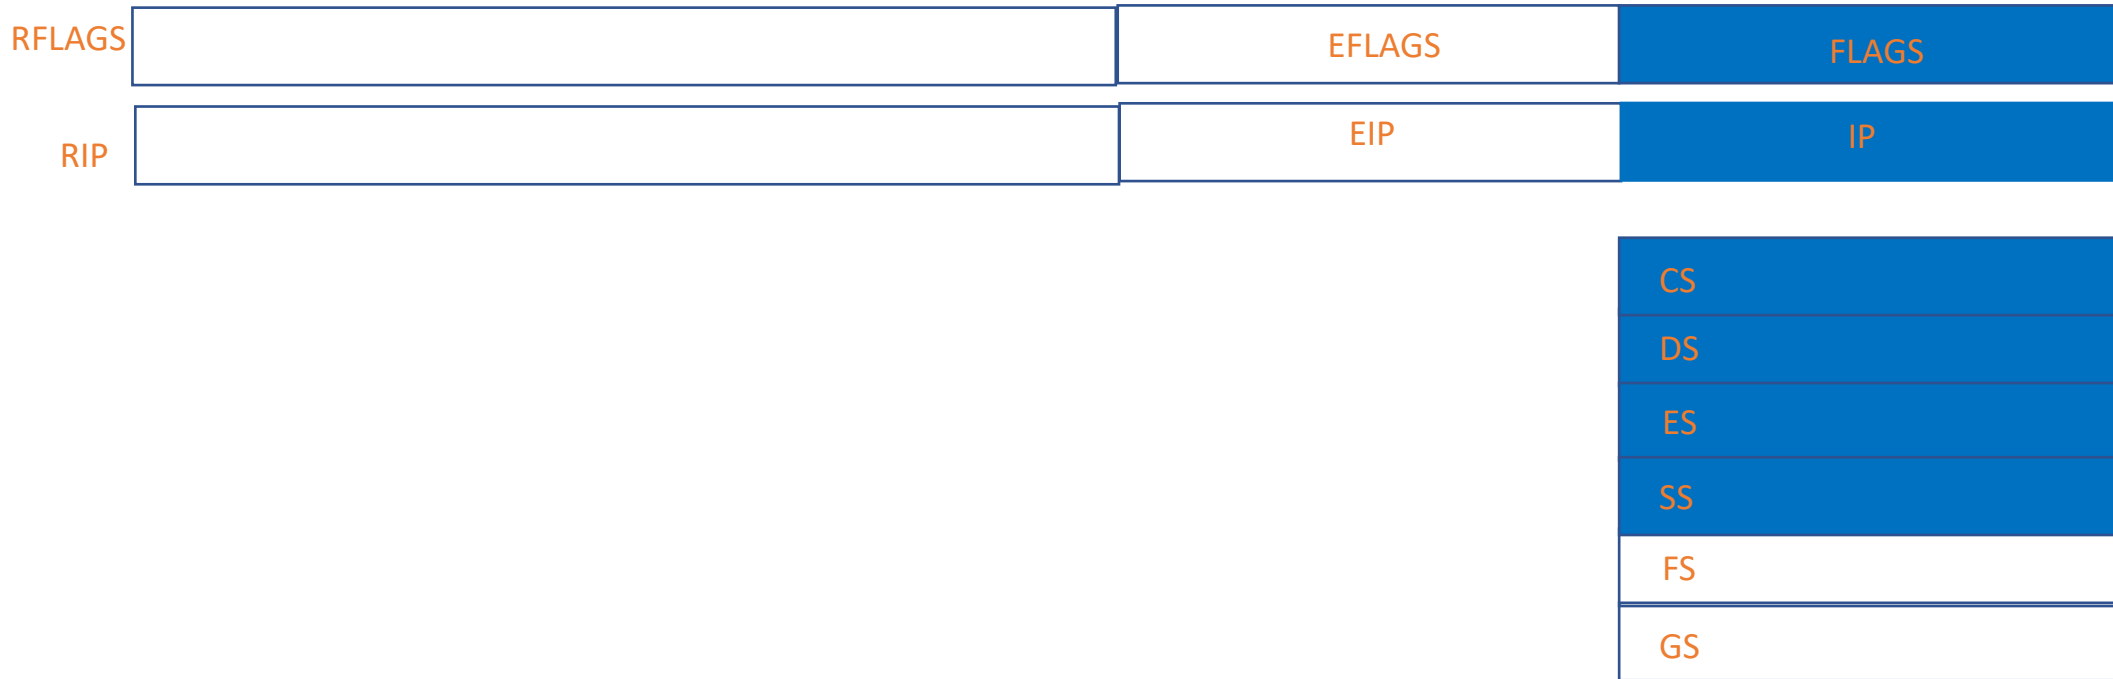 RFLAGS EFLAGS FLAGS
RIP EIP IP
CS
DS
ES
SS
FS
GS